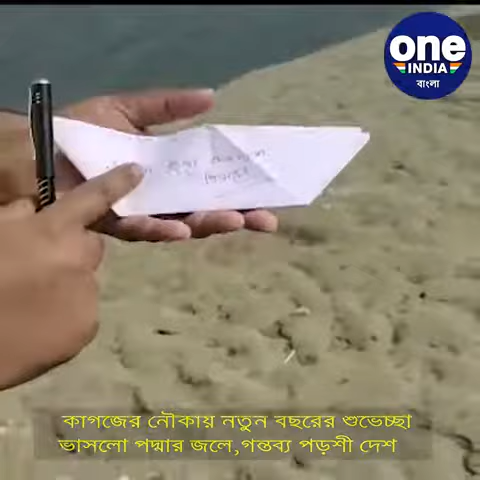 one
INDIA
বাংলা
কাগজের নৌকায় নতুন বছরের শুভেচ্ছা
ভাসলো পদ্মার জলে,গন্তব্য পড়শী দেশ